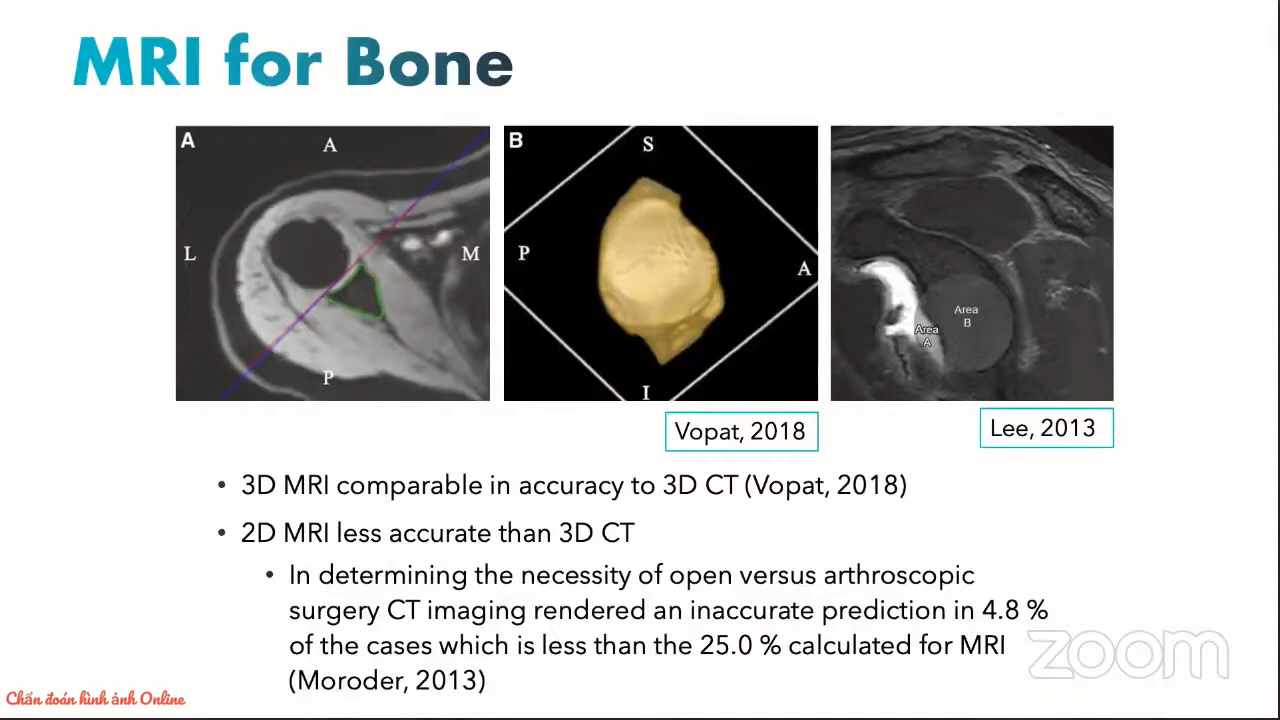 MRI for Bone
A
A
L
M
P
B
S
P
A
I
Area
B
Area
A
Vopat, 2018
Lee, 2013
• 3D MRI comparable in accuracy to 3D CT (Vopat, 2018)
• 2D MRI less accurate than 3D CT
• In determining the necessity of open versus arthroscopic
surgery CT imaging rendered an inaccurate prediction in 4.8 %
of the cases which is less than the 25.0 % calculated for MRI
(Moroder, 2013)
zoom
Chẩn đoán hình ảnh Online